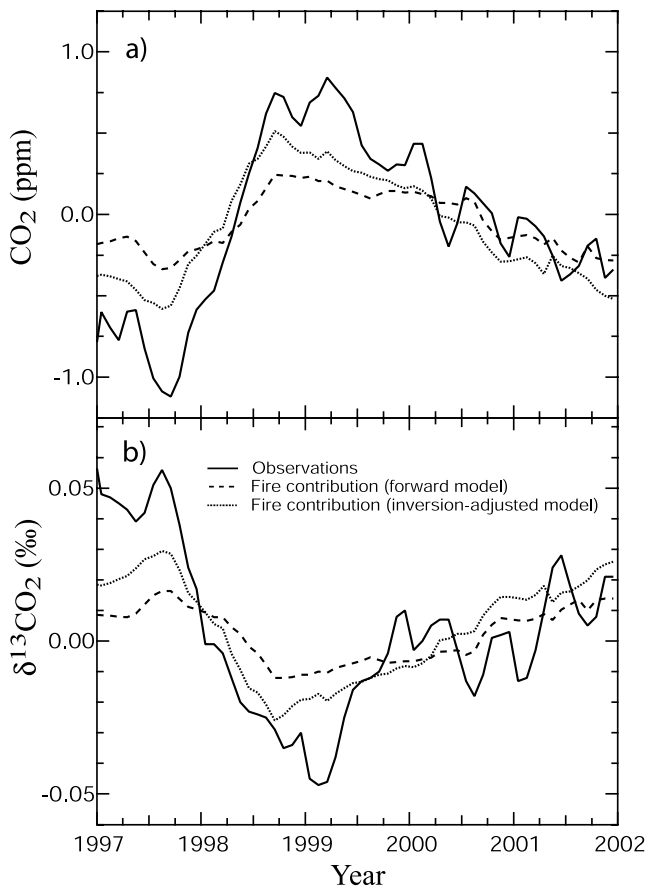 a)
1.0
0.0
-1.0
CO₂ (ppm)
b)
Observations
Fire contribution (forward model)
Fire contribution (inversion-adjusted model)
0.05
0.00
-0.05
δ¹³CO₂ (‰)
1997 1998 1999 2000 2001 2002
Year